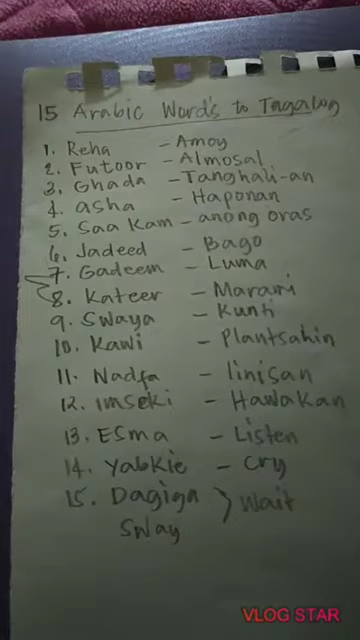 15 Arabic Word's to Tagalog
1. Reha - Amoy
2. Futoor - Almosal
3. Ghada - Tanghali-an
4. asha - Haponan
5. Saa Kam - anong oras
6. Jadeed - Bago
7. Gadeem - Luma
8. Kateer - Marami
9. Swaya - Kunti
10. Kawi - Plantsahin
11. Nadfa - linisan
12. imseki - Hawakan
13. Esma - Listen
14. Yabkie - Cry
15. Dagiga > Wait
Sway
VLOG STAR